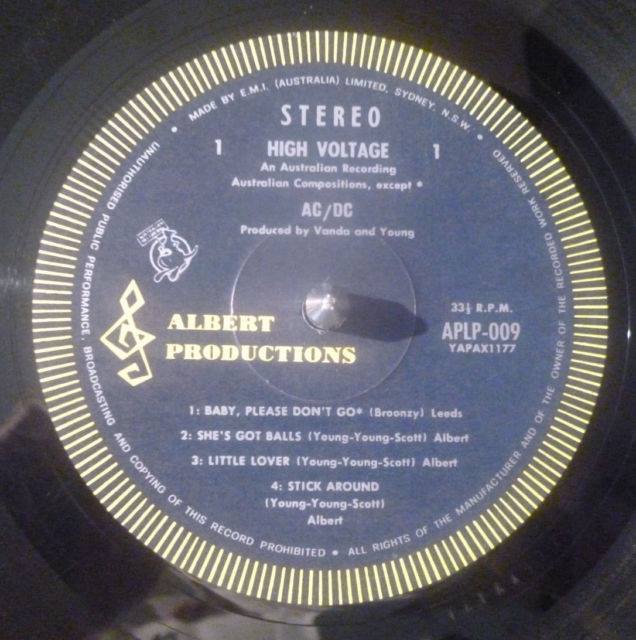 MADE BY E.M.I. (AUSTRALIA) LIMITED, SYDNEY, N.S.W.
STEREO
1 HIGH VOLTAGE 1
An Australian Recording
Australian Compositions, except *
AC/DC
Produced by Vanda and Young
33⅓ R.P.M.
ALBERT APLP-009
PRODUCTIONS YAPAX1177
1: BABY, PLEASE DON'T GO* (Broonzy) Leeds
2: SHE'S GOT BALLS (Young-Young-Scott) Albert
3: LITTLE LOVER (Young-Young-Scott) Albert
4: STICK AROUND
(Young-Young-Scott)
Albert
UNAUTHORISED PUBLIC PERFORMANCE, BROADCASTING AND COPYING OF THIS RECORD PROHIBITED • ALL RIGHTS OF THE MANUFACTURER AND OF THE OWNER OF THE RECORDED WORK RESERVED